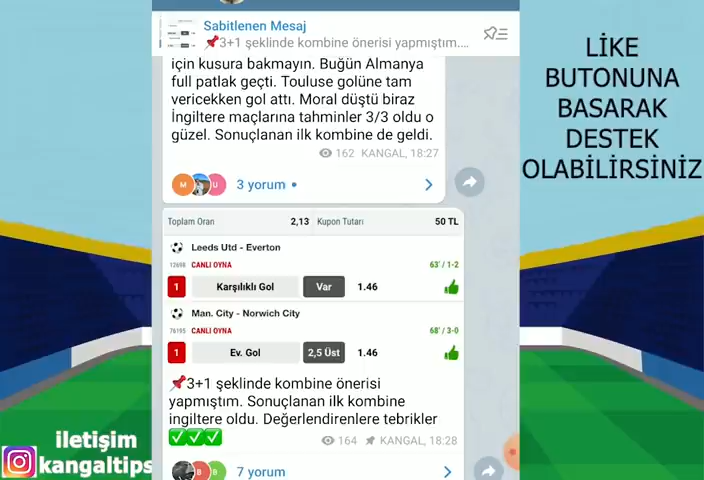 Sabitlenen Mesaj
📌3+1 şeklinde kombine önerisi yapmıştım....
için kusura bakmayın. Buğün Almanya
full patlak geçti. Touluse golüne tam
vericekken gol attı. Moral düştü biraz
İngiltere maçlarına tahminler 3/3 oldu o
güzel. Sonuçlanan ilk kombine de geldi.
162 KANGAL, 18:27
M U 3 yorum
Toplam Oran 2,13 Kupon Tutarı 50 TL
Leeds Utd - Everton
12698 CANLI OYNA 63' / 1-2
1 Karşılıklı Gol Var 1.46
Man. City - Norwich City
76195 CANLI OYNA 68' / 3-0
1 Ev. Gol 2,5 Üst 1.46
📌3+1 şeklinde kombine önerisi
yapmıştım. Sonuçlanan ilk kombine
ingiltere oldu. Değerlendirenlere tebrikler
✅✅✅ 164 KANGAL, 18:28
B B 7 yorum
LİKE
BUTONUNA
BASARAK
DESTEK
OLABİLİRSİNİZ
iletişim
kangaltips